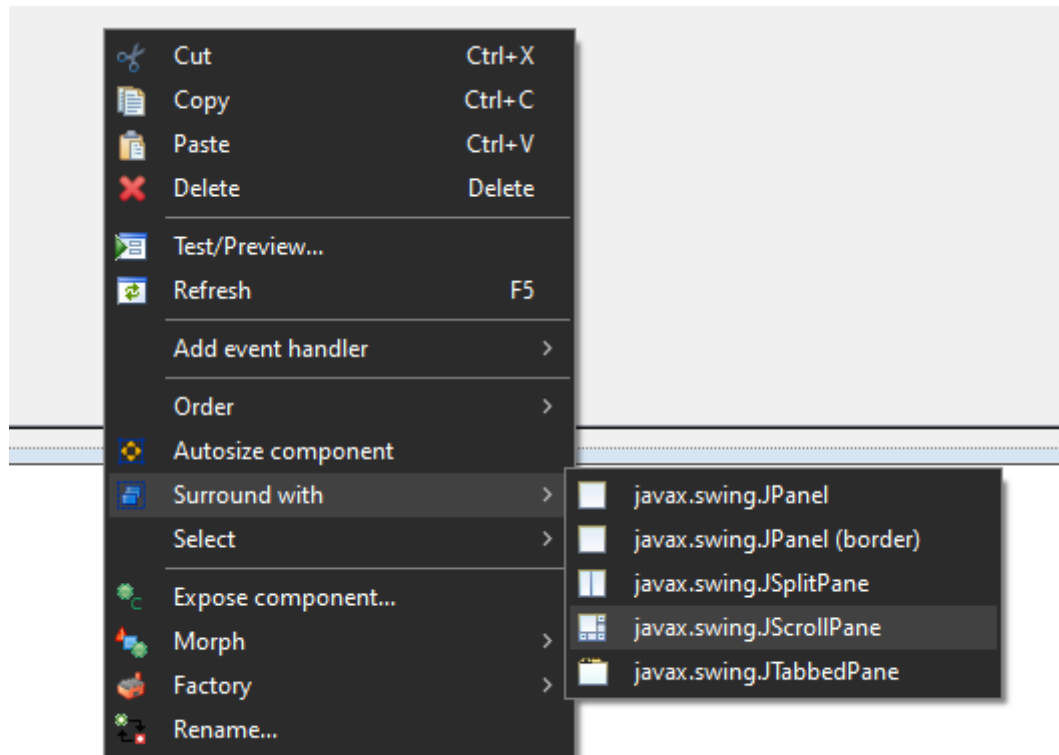 Cut Ctrl+X
Copy Ctrl+C
Paste Ctrl+V
Delete Delete
Test/Preview...
Refresh F5
Add event handler
Order
Autosize component
Surround with
Select
Expose component...
Morph
Factory
Rename...
javax.swing.JPanel
javax.swing.JPanel (border)
javax.swing.JSplitPane
javax.swing.JScrollPane
javax.swing.JTabbedPane